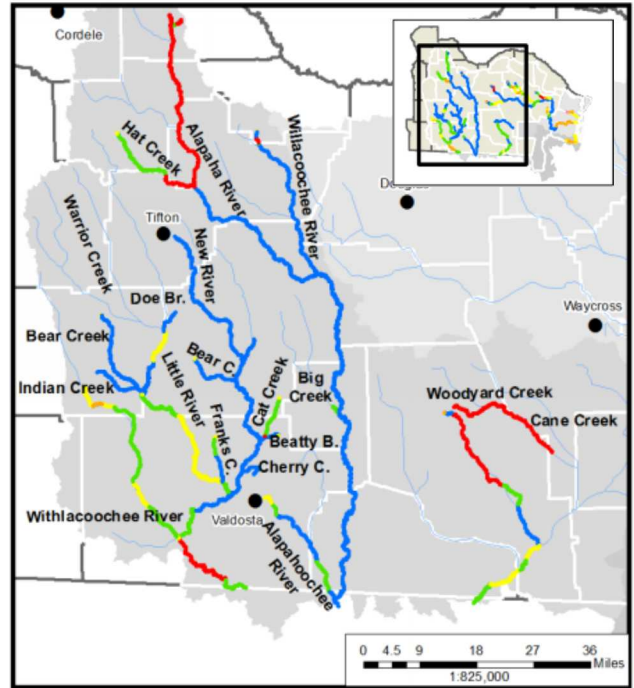 Cordele
Hat Creek
Alapaha River
Willacoochee River
Tifton
Warrior Creek
New River
Doe Br.
Waycross
Bear Creek
Little River
Bear C.
Cat Creek
Big
Creek
Indian Creek
Franks C.
Woodyard Creek
Cane Creek
Beatty B.
Cherry C.
Withlacoochee River
Valdosta
Alapahoochee
River
0 4.5 9 18 27 36
Miles
1:825,000